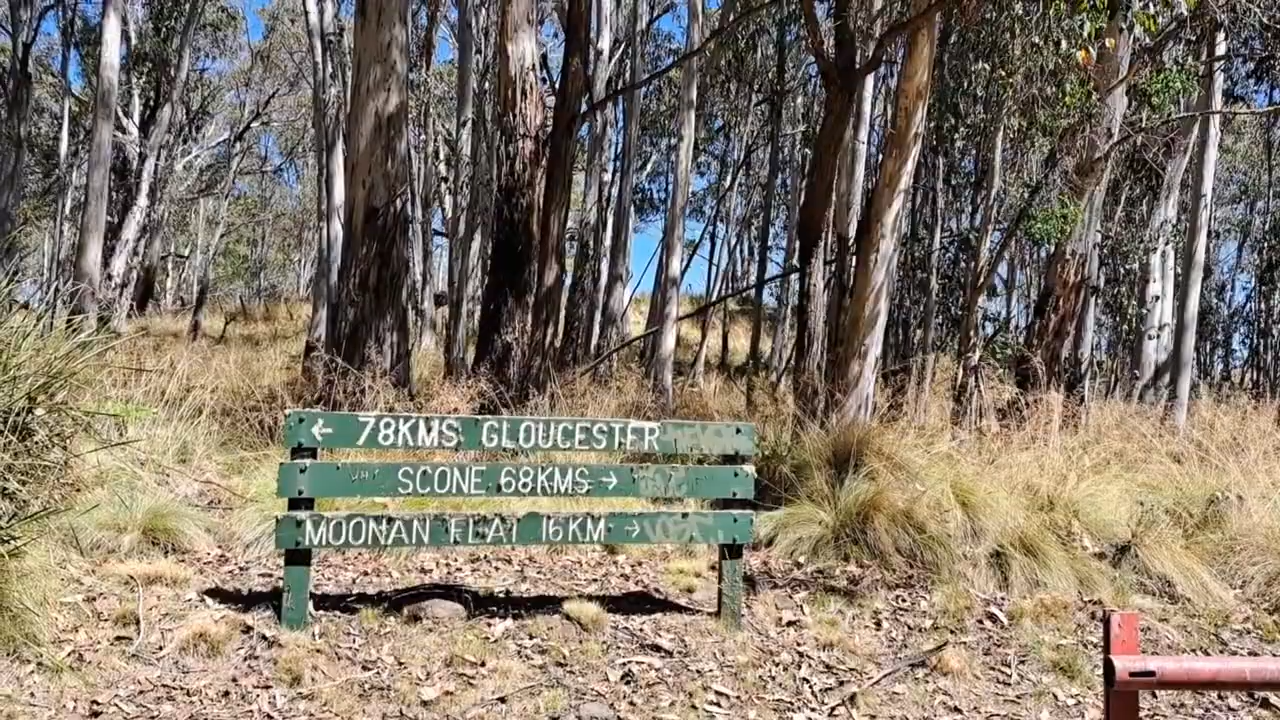 ← 78KMS GLOUCESTER
SCONE 68KMS →
MOONAN FLAT 16KM →